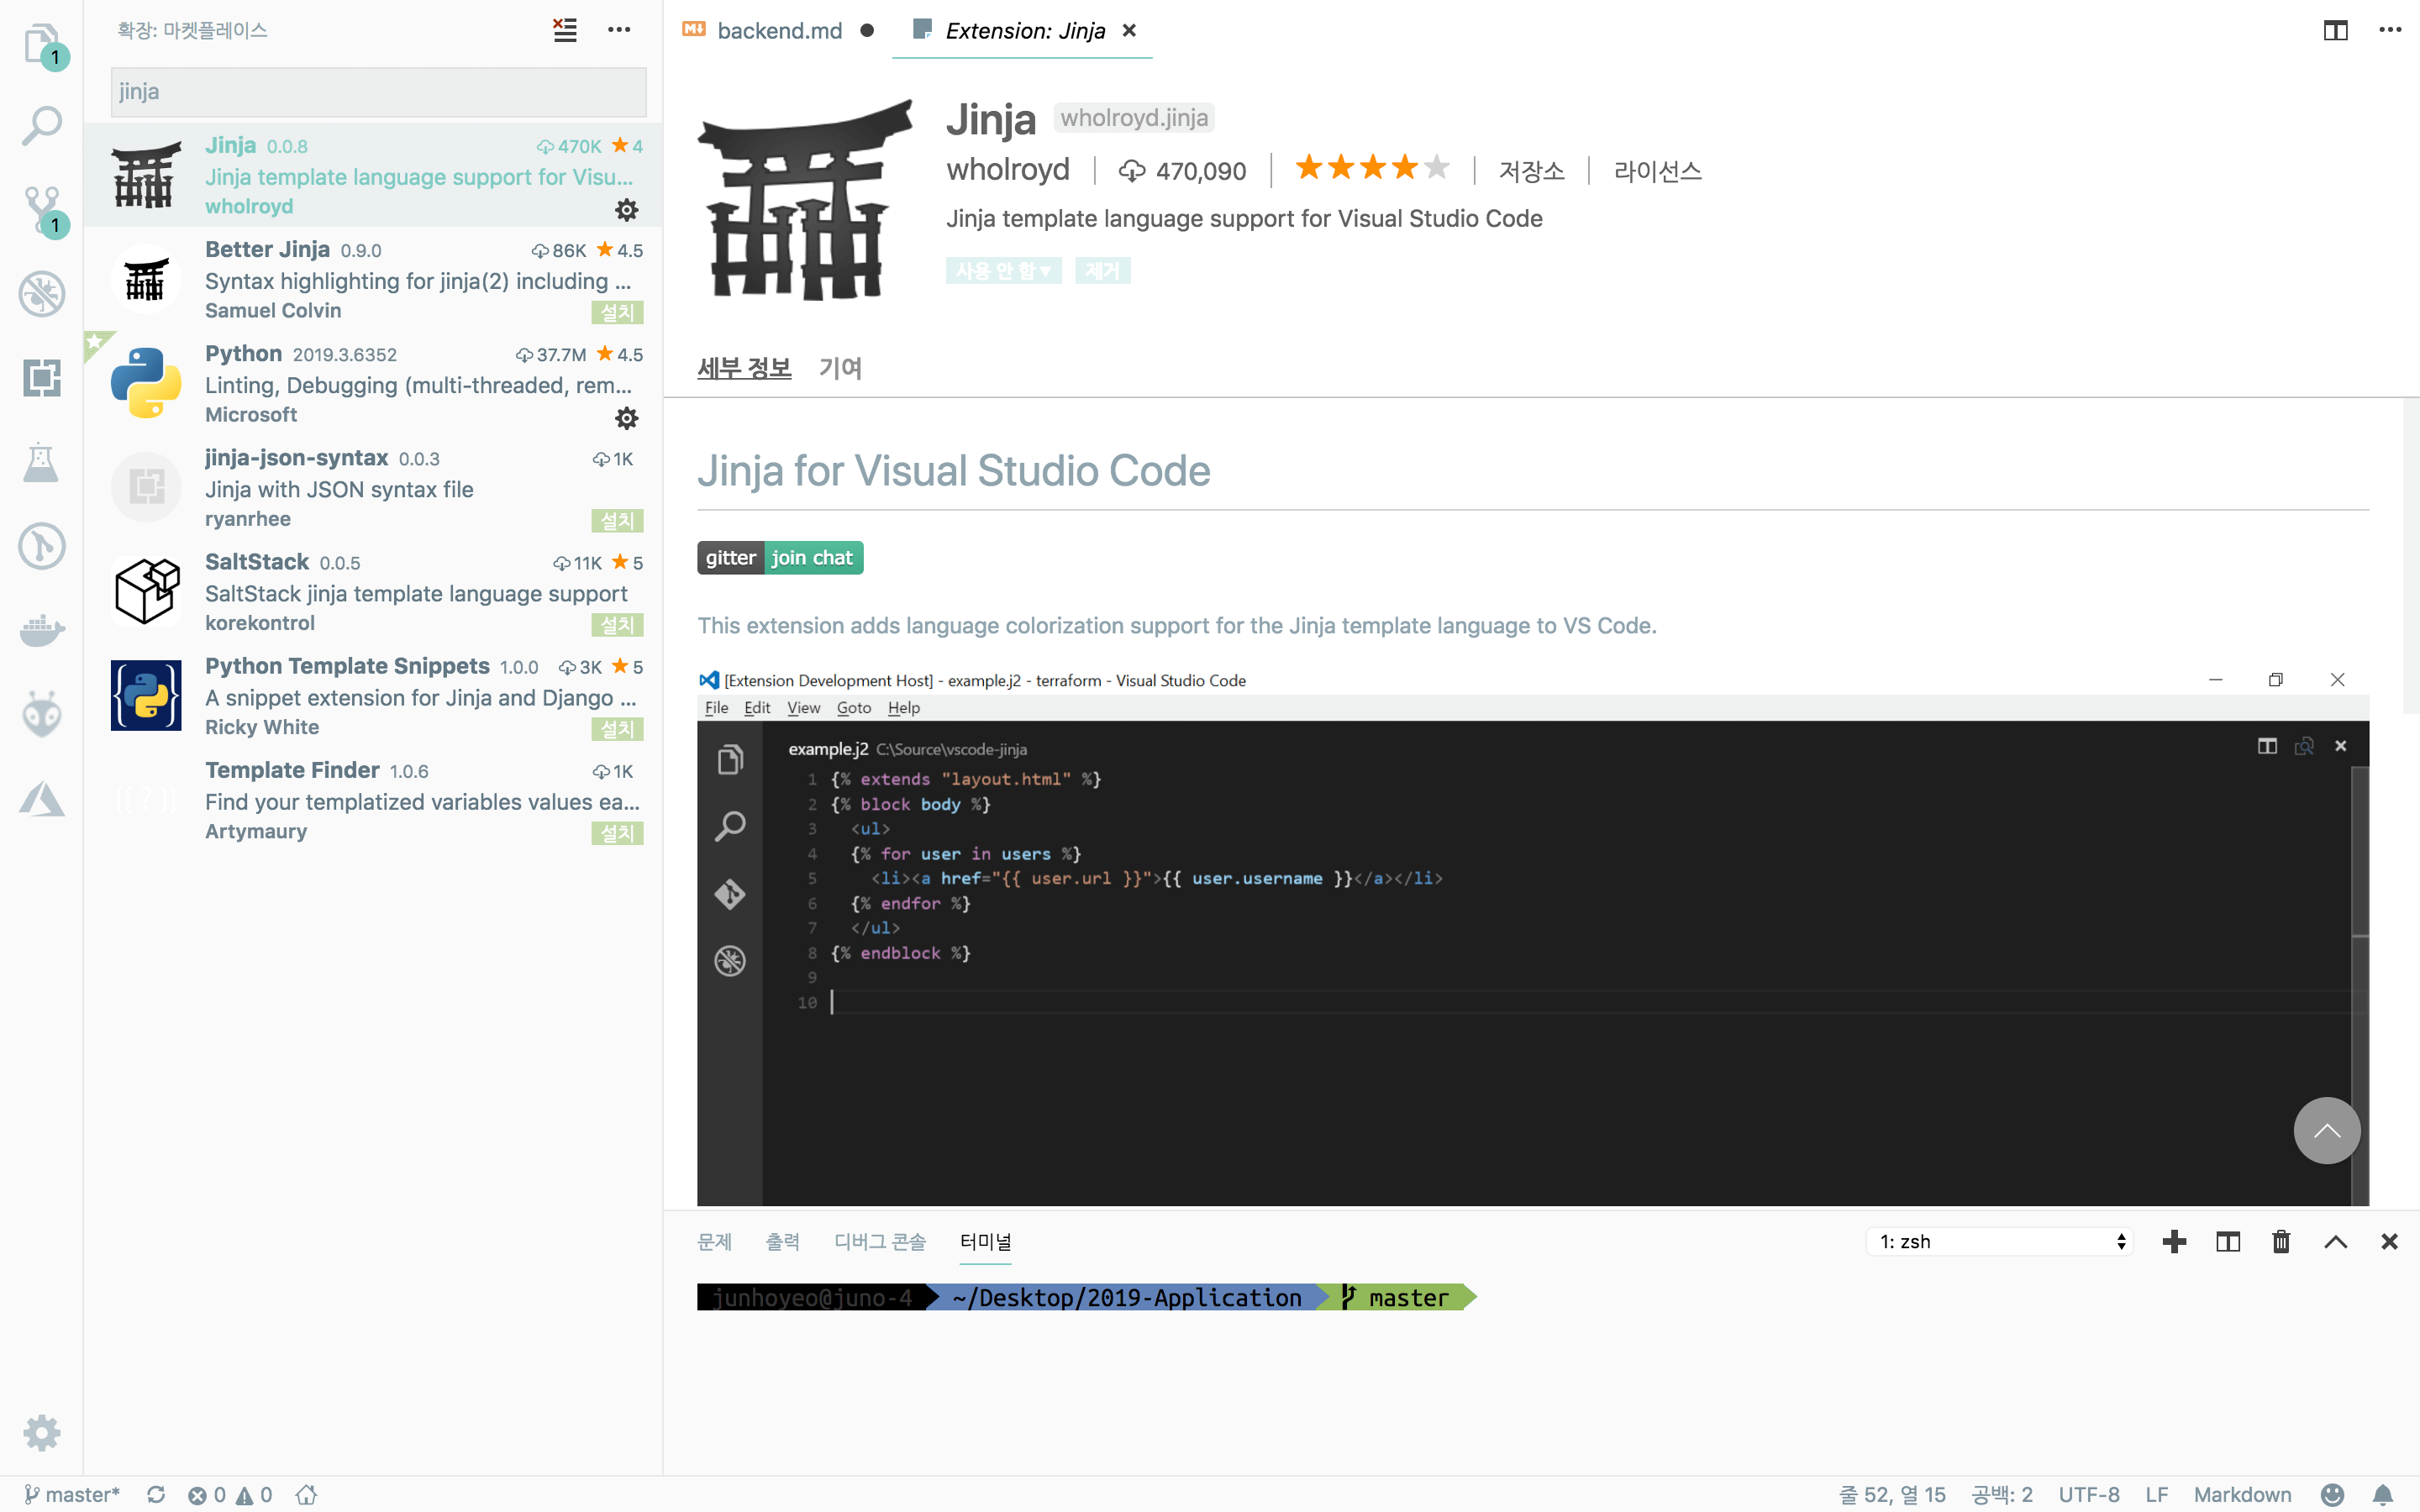 1
1
확장: 마켓플레이스
jinja
Jinja 0.0.8 470K 4
Jinja template language support for Visu...
wholroyd
Better Jinja 0.9.0 86K 4.5
Syntax highlighting for jinja(2) including ...
Samuel Colvin 설치
Python 2019.3.6352 37.7M 4.5
Linting, Debugging (multi-threaded, rem...
Microsoft
jinja-json-syntax 0.0.3 1K
Jinja with JSON syntax file
ryanrhee 설치
SaltStack 0.0.5 11K 5
SaltStack jinja template language support
korekontrol 설치
Python Template Snippets 1.0.0 3K 5
A snippet extension for Jinja and Django ...
Ricky White 설치
Template Finder 1.0.6 1K
{{ ? }}
Find your templatized variables values ea...
Artymaury 설치
backend.md Extension: Jinja
Jinja wholroyd.jinja
wholroyd 470,090 저장소 라이선스
Jinja template language support for Visual Studio Code
사용 안 함▼ 제거
세부 정보 기여
Jinja for Visual Studio Code
gitter join chat
This extension adds language colorization support for the Jinja template language to VS Code.
[Extension Development Host] - example.j2 - terraform - Visual Studio Code
File Edit View Goto Help
example.j2 C:\Source\vscode-jinja
1 {% extends "layout.html" %}
2 {% block body %}
3 <ul>
4 {% for user in users %}
5 <li><a href="{{ user.url }}">{{ user.username }}</a></li>
6 {% endfor %}
7 </ul>
8 {% endblock %}
9
10
문제 출력 디버그 콘솔 터미널 1: zsh
junhoyeo@juno-4 ~/Desktop/2019-Application master
master* 0 0 줄 52, 열 15 공백: 2 UTF-8 LF Markdown